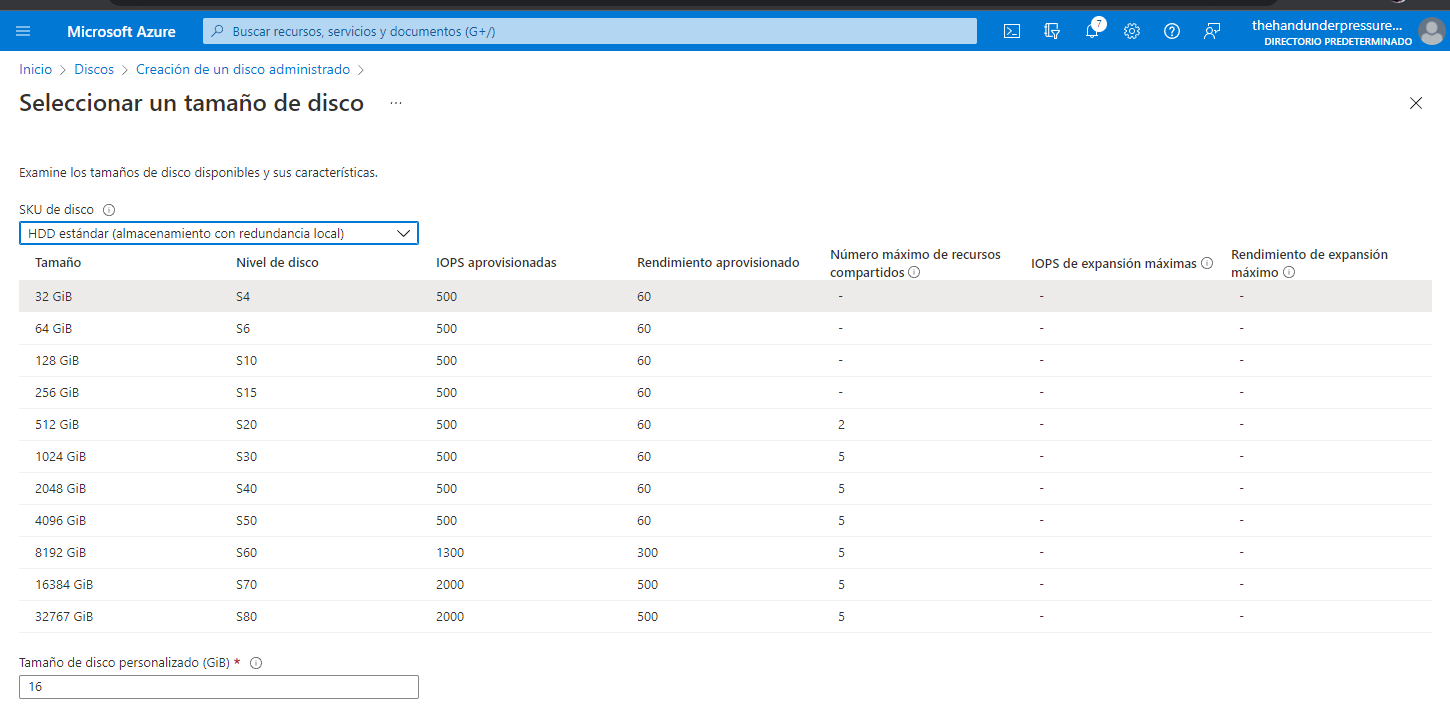 Microsoft Azure
Buscar recursos, servicios y documentos (G+/)
7
thehandunderpressure...
DIRECTORIO PREDETERMINADO
Inicio > Discos > Creación de un disco administrado >
Seleccionar un tamaño de disco ...
Examine los tamaños de disco disponibles y sus características.
SKU de disco
HDD estándar (almacenamiento con redundancia local)
Tamaño Nivel de disco IOPS aprovisionadas Rendimiento aprovisionado Número máximo de recursos compartidos IOPS de expansión máximas Rendimiento de expansión máximo
32 GiB S4 500 60 - - -
64 GiB S6 500 60 - - -
128 GiB S10 500 60 - - -
256 GiB S15 500 60 - - -
512 GiB S20 500 60 2 - -
1024 GiB S30 500 60 5 - -
2048 GiB S40 500 60 5 - -
4096 GiB S50 500 60 5 - -
8192 GiB S60 1300 300 5 - -
16384 GiB S70 2000 500 5 - -
32767 GiB S80 2000 500 5 - -
Tamaño de disco personalizado (GiB) *
16